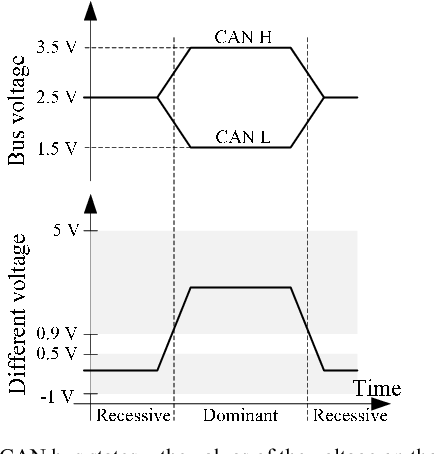 3.5 V
CAN H
Bus voltage
2.5 V
CAN L
1.5 V
5 V
Different voltage
0.9 V
0.5 V
-1 V
Time
Recessive
Dominant
Recessive